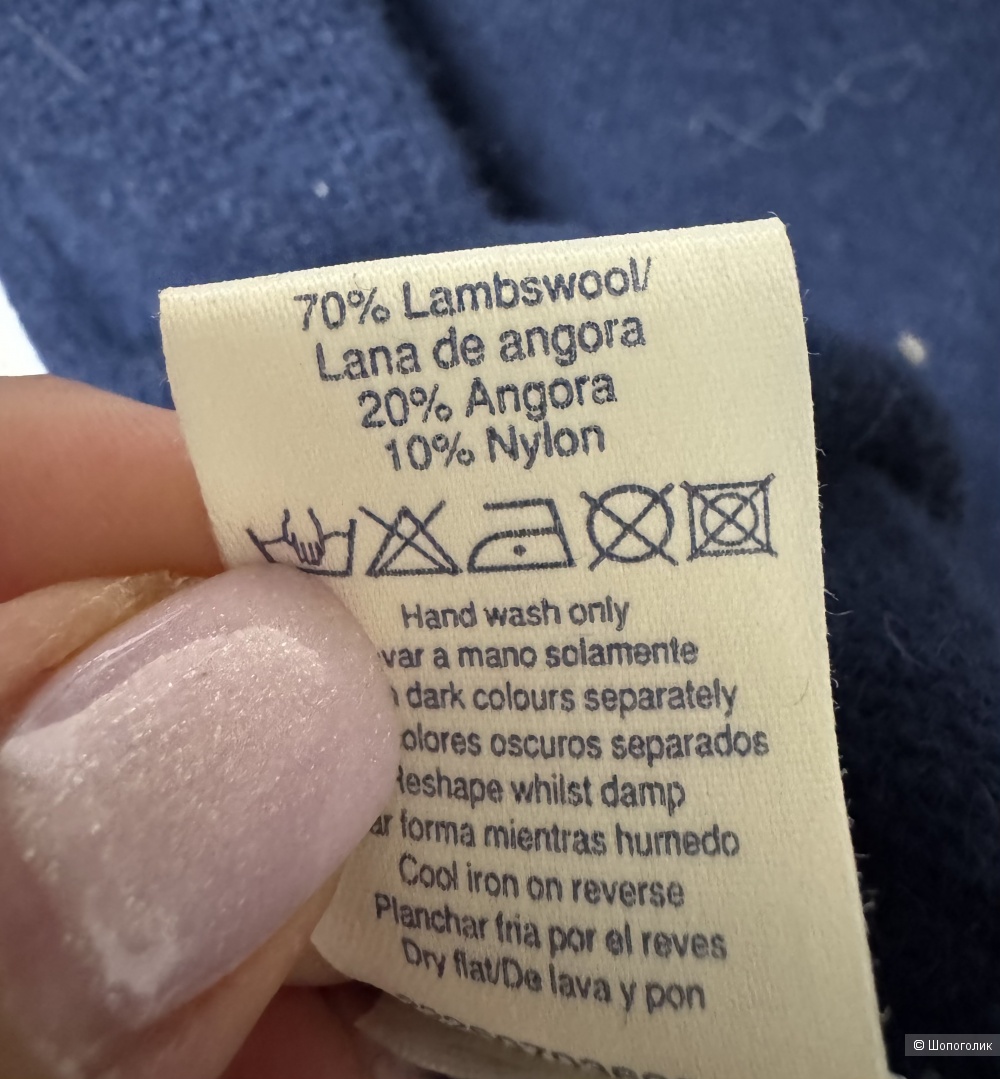 70% Lambswool/
Lana de angora
20% Angora
10% Nylon
Hand wash only
var a mano solamente
dark colours separately
olores oscuros separados
Reshape whilst damp
ar forma mientras humedo
Cool iron on reverse
Planchar fria por el reves
Dry flat/De lava y pon
© Шопоголик